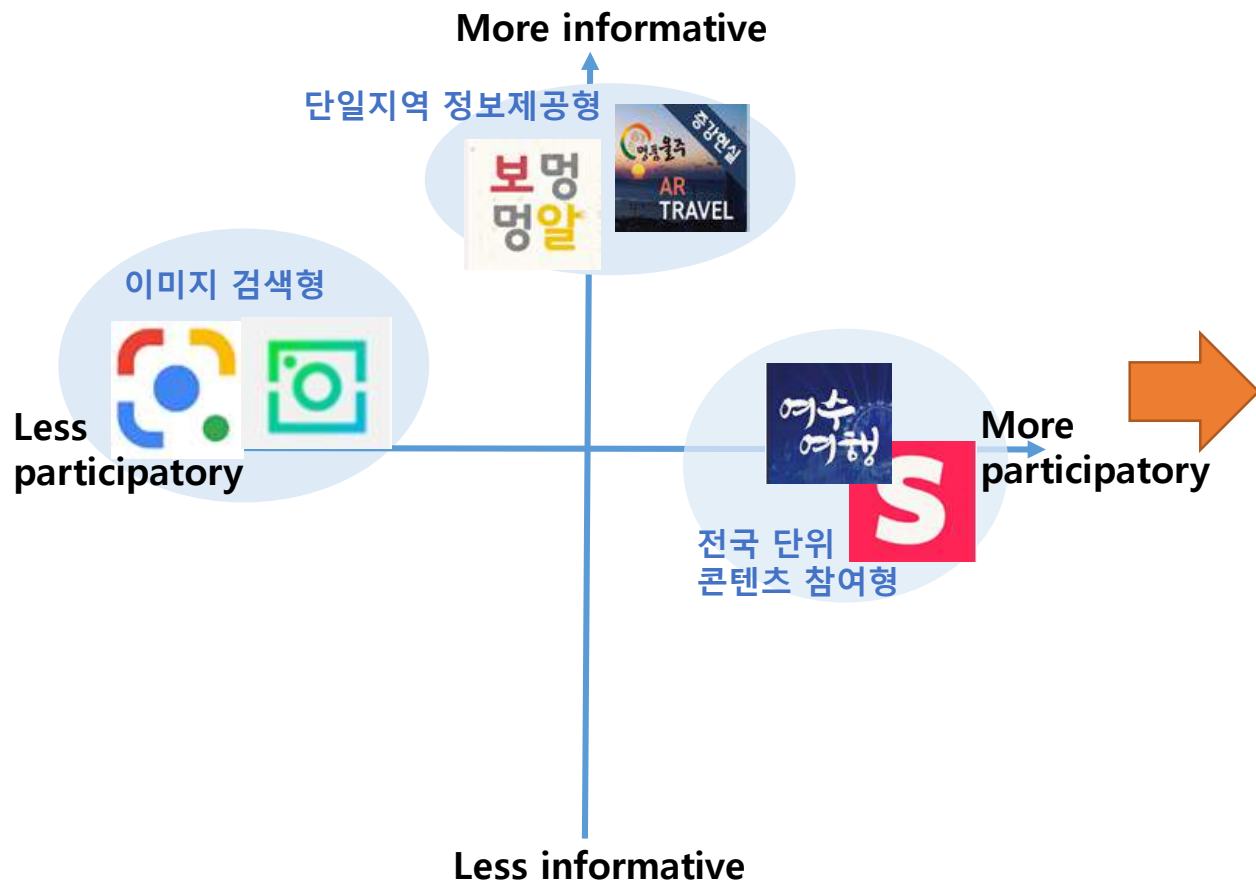 More informative
단일지역 정보제공형
보멍
멍알
증강현실
명품울주
AR
TRAVEL
이미지 검색형
Less
participatory
여수
여행
S
More
participatory
전국 단위
콘텐츠 참여형
Less informative